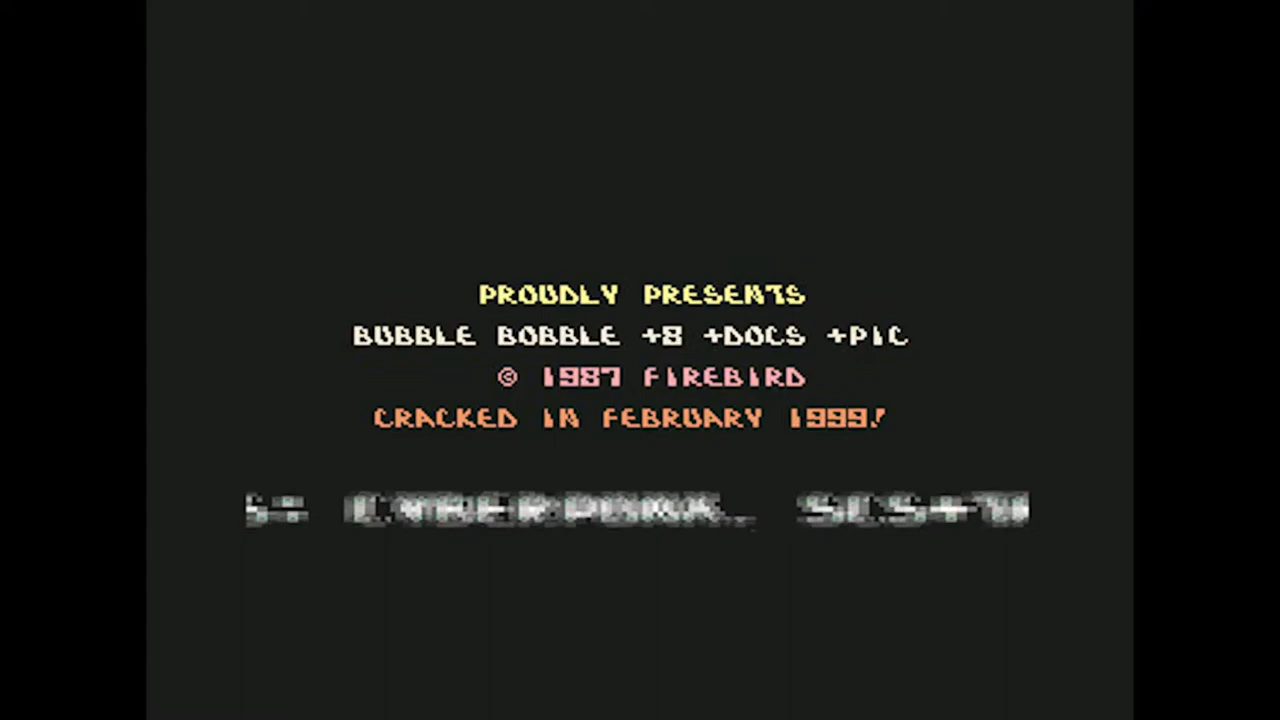 PROUDLY PRESENTS
BUBBLE BOBBLE +8 +DOCS +PIC
© 1987 FIREBIRD
CRACKED IN FEBRUARY 1999!